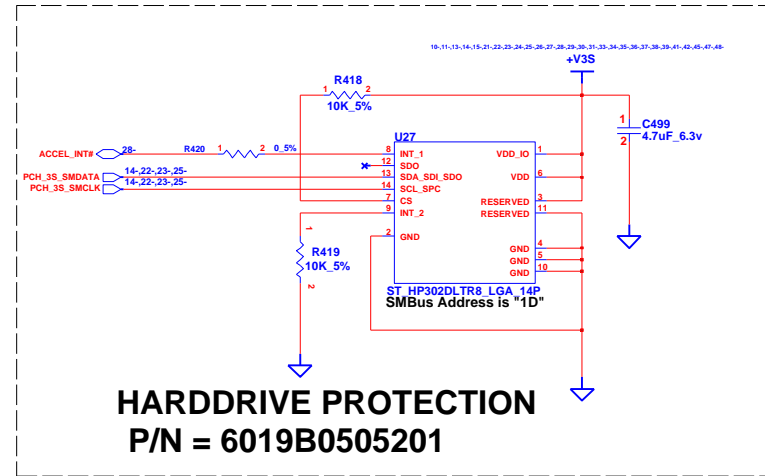 10-,11-,13-,14-,15-,21-,22-,23-,24-,25-,26-,27-,28-,29-,30-,31-,33-,34-,35-,36-,37-,38-,39-,41-,42-,45-,47-,48-
+V3S
R418
1 2
10K_5%
C499
1
4.7uF_6.3v
2
U27
ACCEL_INT# 28- R420 1 2 0_5% 8 INT_1 VDD_IO 1
12 SDO
PCH_3S_SMDATA 14-,22-,23-,25- 13 SDA_SDI_SDO VDD 6
PCH_3S_SMCLK 14-,22-,23-,25- 14 SCL_SPC
7 CS RESERVED 3
9 INT_2 RESERVED 11
1
2 GND
R419
10K_5%
2
GND 4
GND 5
GND 10
ST_HP302DLTR8_LGA_14P
SMBus Address is "1D"
HARDDRIVE PROTECTION
P/N = 6019B0505201